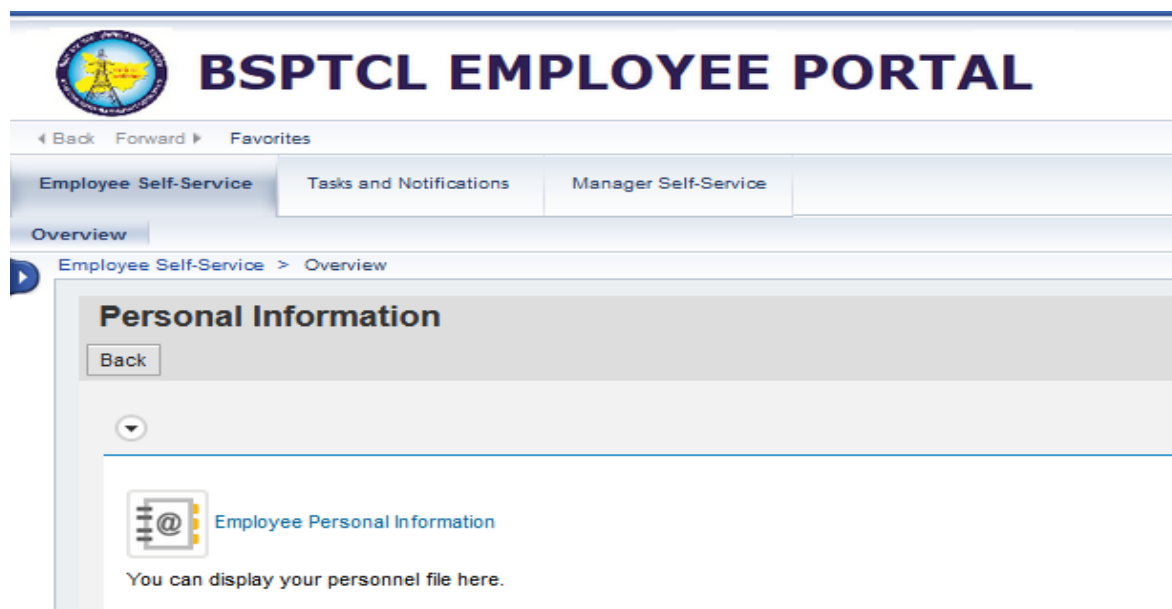 BSPTCL EMPLOYEE PORTAL
Back Forward Favorites
Employee Self-Service Tasks and Notifications Manager Self-Service
Overview
Employee Self-Service > Overview
Personal Information
Back
@
Employee Personal Information
You can display your personnel file here.